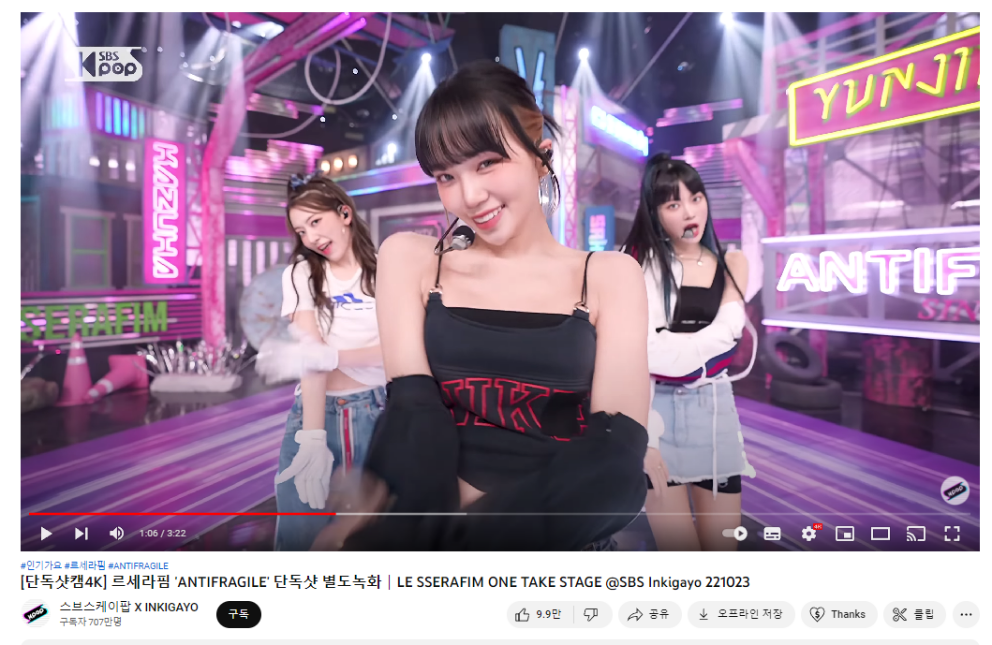 SBS
Kpop
YUNJIN
KAZUHA
ANTIF
SERAFIM
NIKE
1:06 / 3:22
4K
#인기가요 #르세라핌 #ANTIFRAGILE
[단독샷캠4K] 르세라핌 'ANTIFRAGILE' 단독샷 별도녹화│LE SSERAFIM ONE TAKE STAGE @SBS Inkigayo 221023
스브스케이팝 X INKIGAYO
구독자 707만명
구독
9.9만
공유
오프라인 저장
Thanks
클립